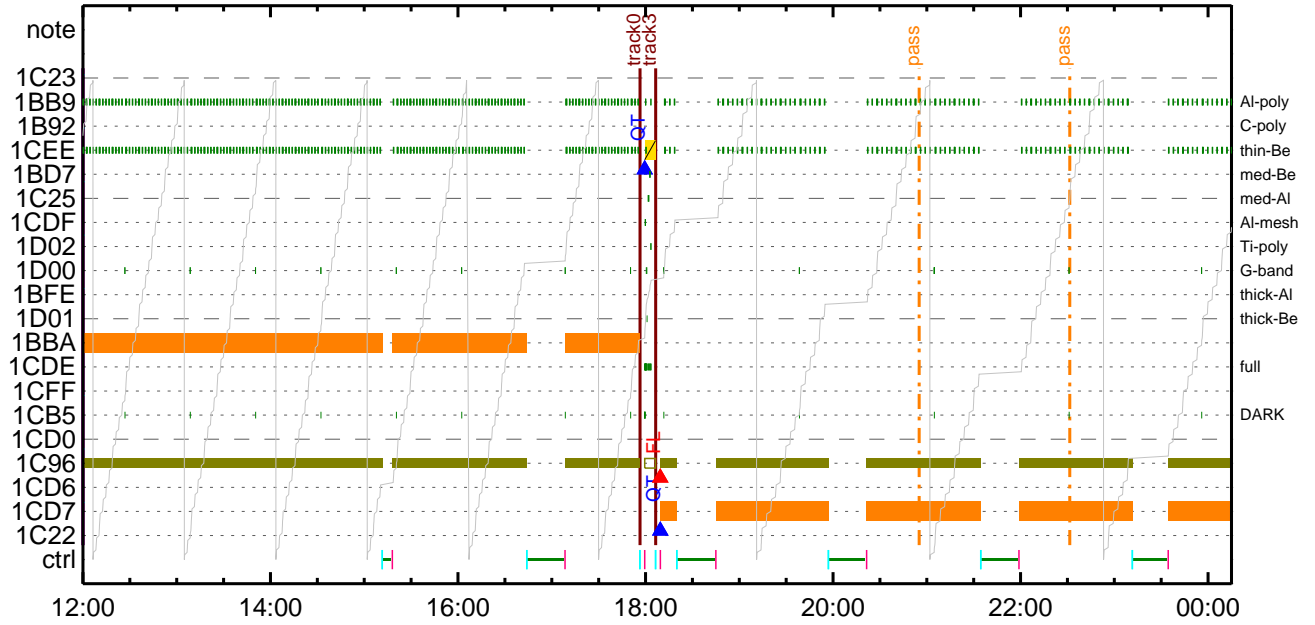 note
track0
track3
pass
pass
1C23
1BB9 Al-poly
1B92 C-poly
QT
1CEE thin-Be
1BD7 med-Be
1C25 med-Al
1CDF Al-mesh
1D02 Ti-poly
1D00 G-band
1BFE thick-Al
1D01 thick-Be
1BBA
1CDE full
1CFF
1CB5 DARK
1CD0
FL
1C96
1CD6
QT
1CD7
1C22
ctrl
12:00 14:00 16:00 18:00 20:00 22:00 00:00